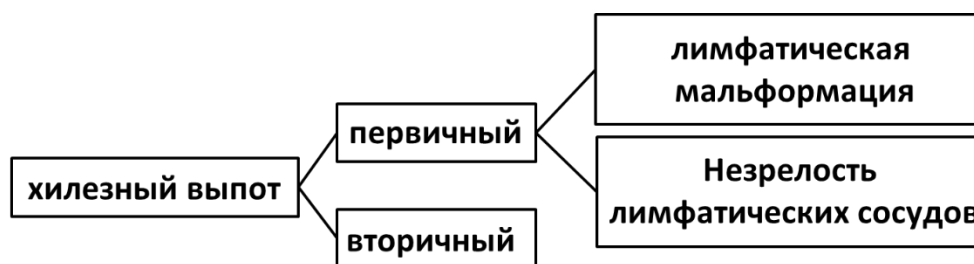 лимфатическая
мальформация
первичный
Незрелость
лимфатических сосудов
хилезный выпот
вторичный